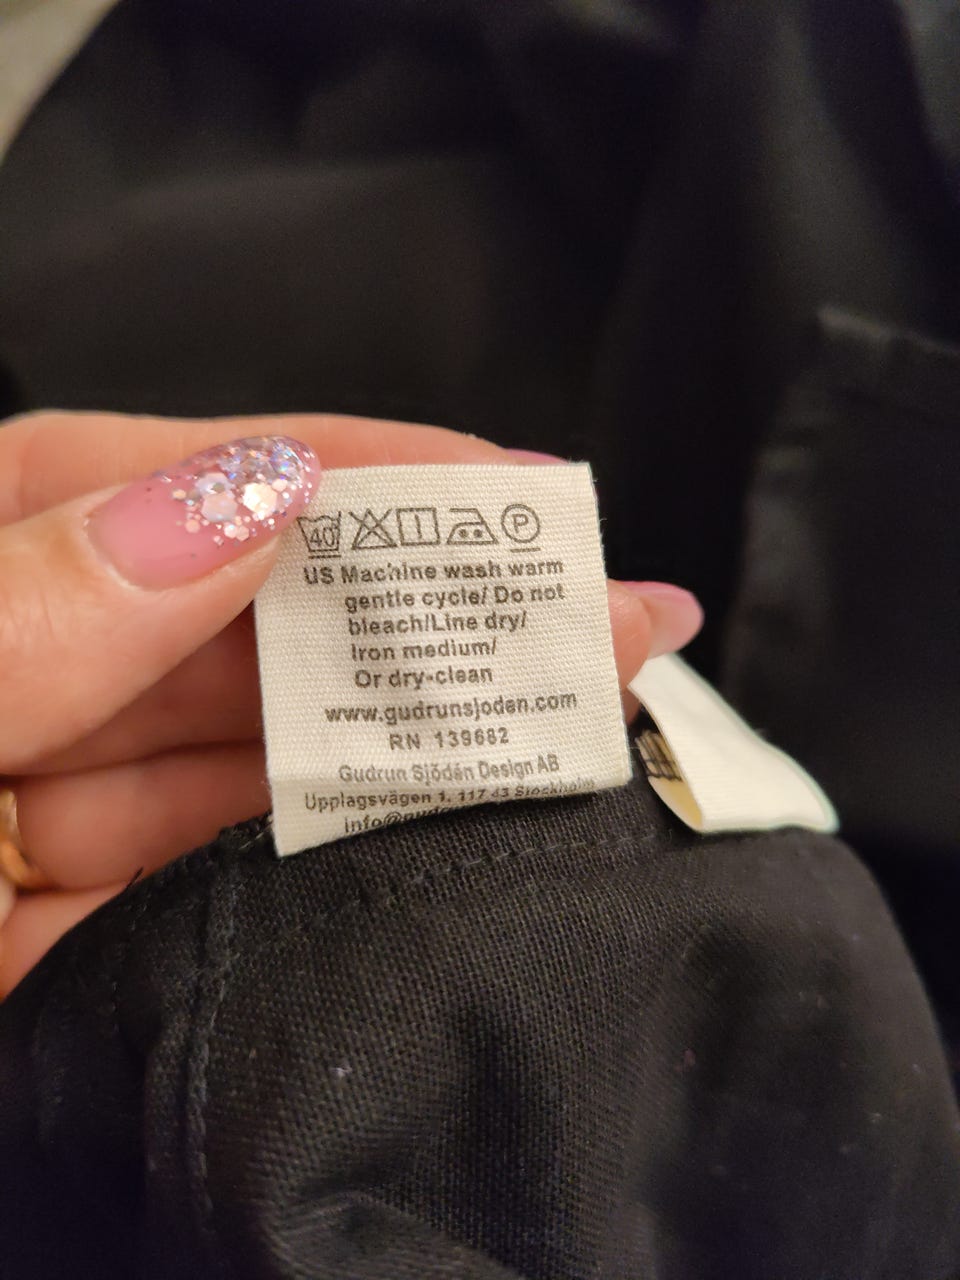 40 P
US Machine wash warm
gentle cycle/ Do not
bleach/Line dry/
Iron medium/
Or dry-clean
www.gudrunsjoden.com
RN 139682
Gudrun Sjödén Design AB
Upplagsvägen 1, 117 43 Stockholm